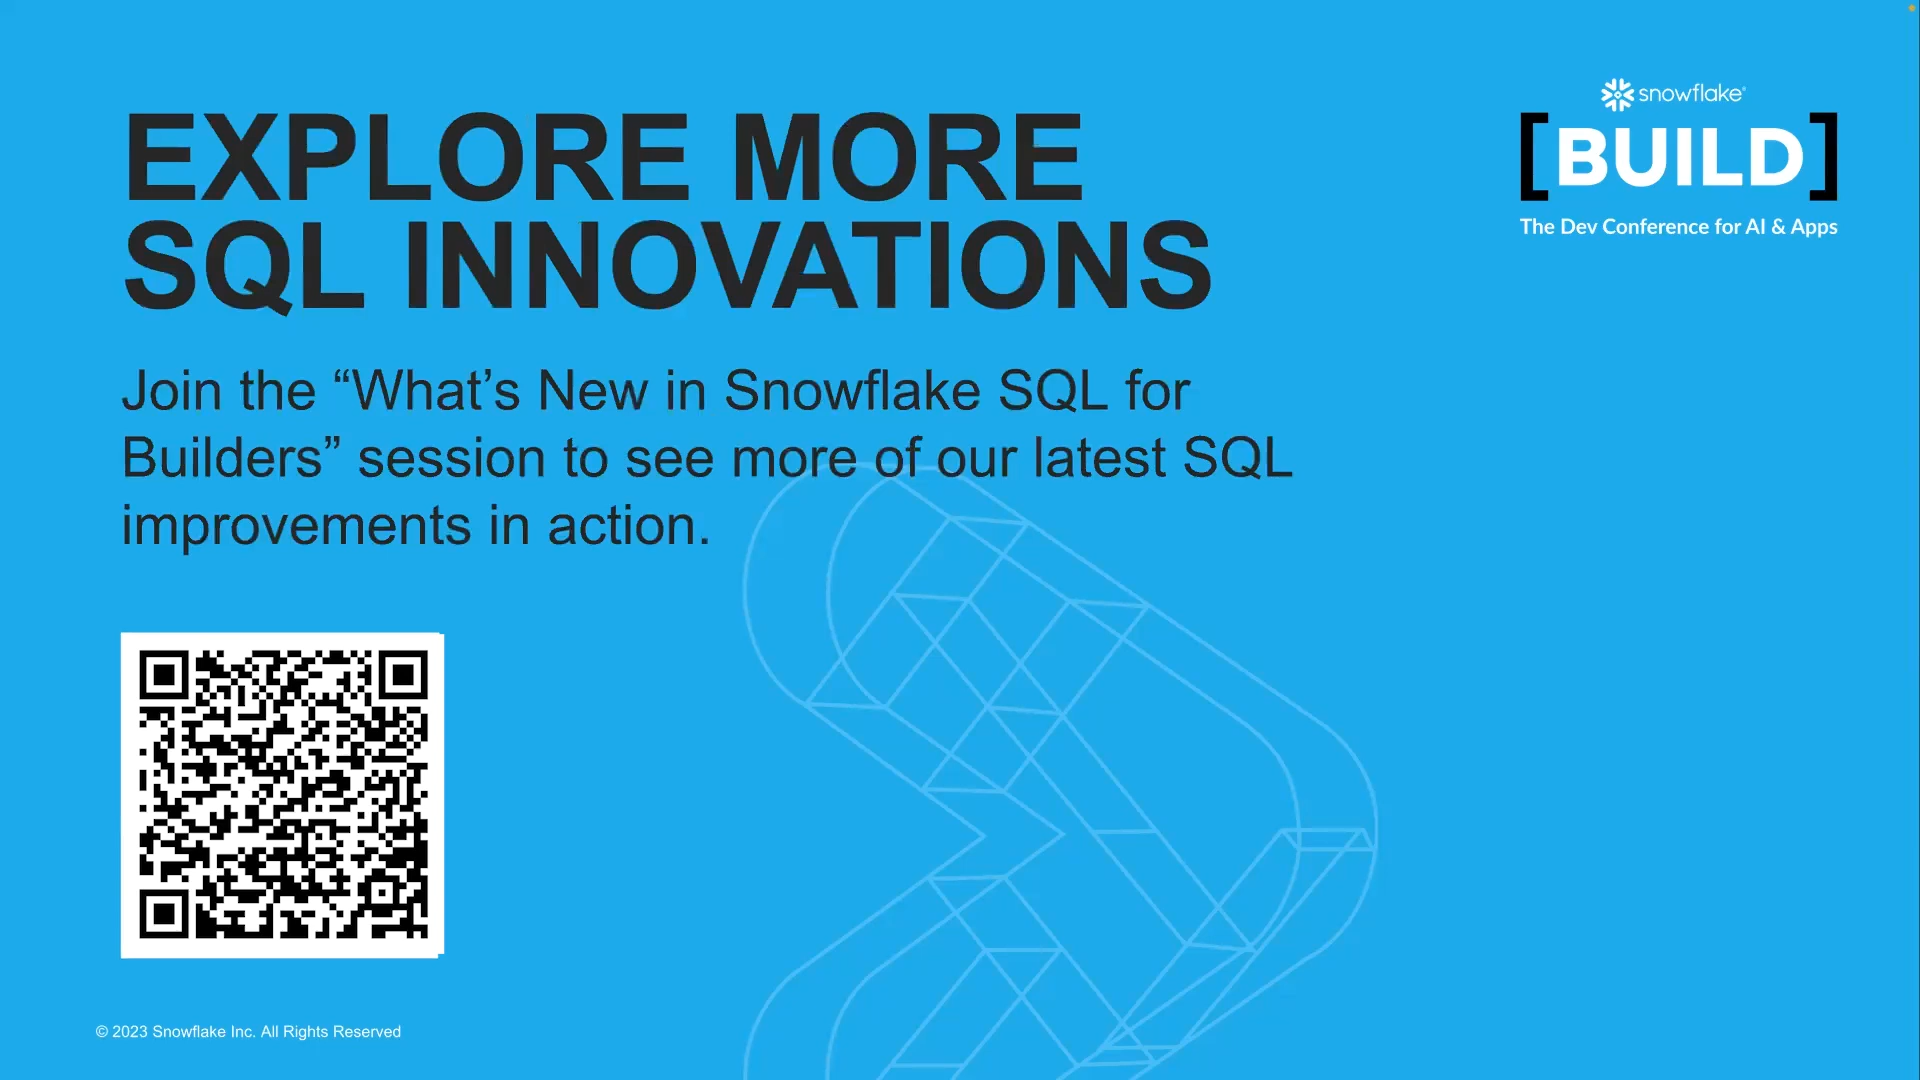 EXPLORE MORE
SQL INNOVATIONS
snowflake®
[BUILD]
The Dev Conference for AI & Apps
Join the “What’s New in Snowflake SQL for
Builders” session to see more of our latest SQL
improvements in action.
© 2023 Snowflake Inc. All Rights Reserved